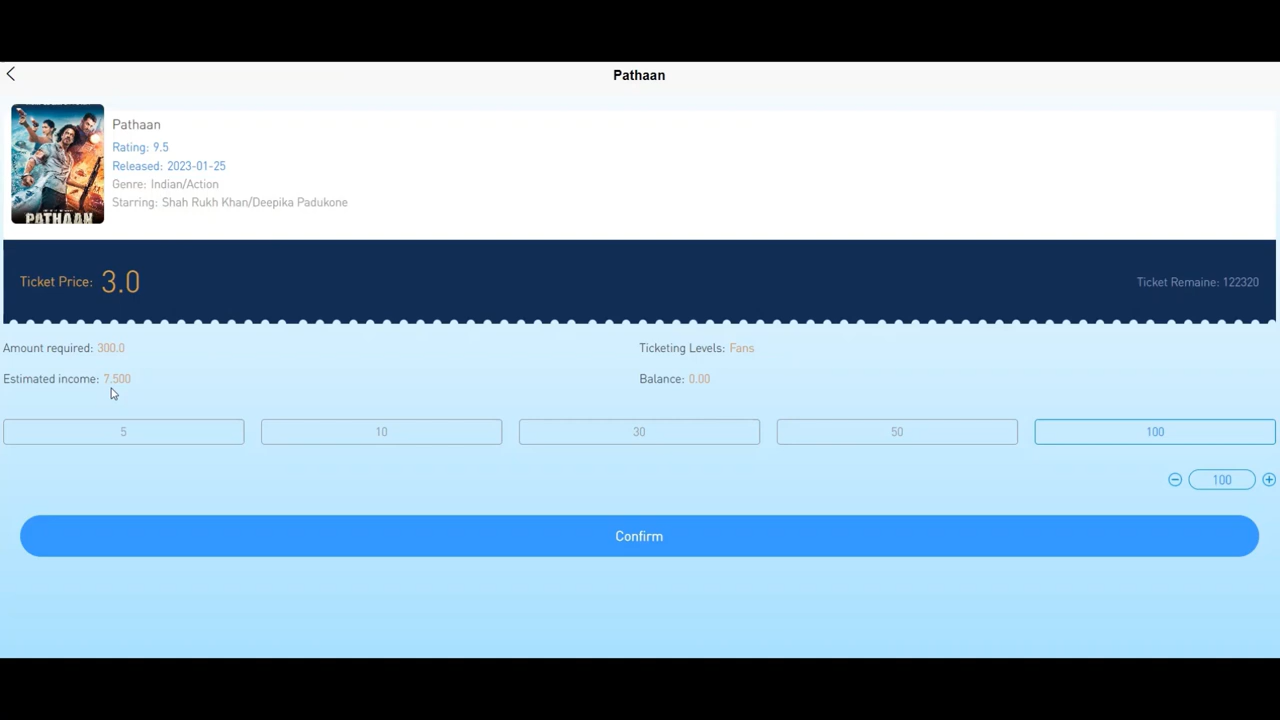 Pathaan
PATHAAN
Pathaan
Rating: 9.5
Released: 2023-01-25
Genre: Indian/Action
Starring: Shah Rukh Khan/Deepika Padukone
Ticket Price: 3.0
Ticket Remaine: 122320
Amount required: 300.0
Ticketing Levels: Fans
Estimated income: 7.500
Balance: 0.00
5
10
30
50
100
100
Confirm